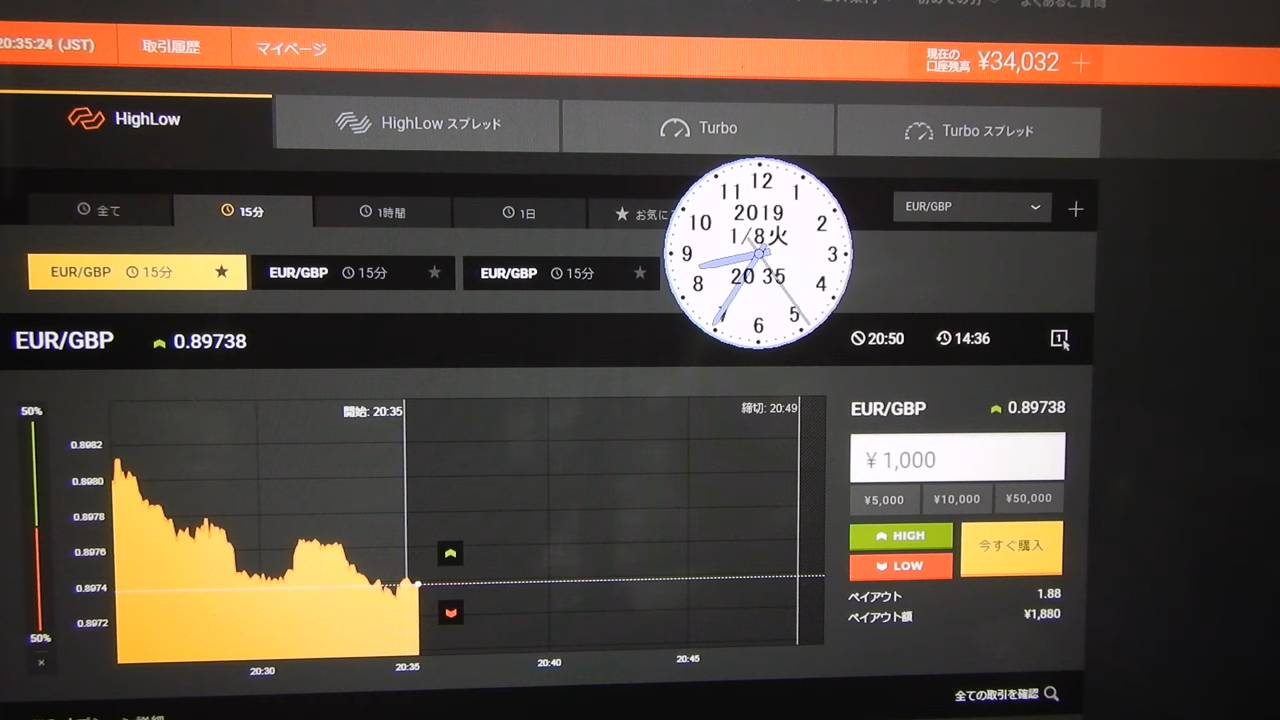 よくあるご質問
20:35:24 (JST) 取引履歴 マイページ 現在の口座残高 ¥34,032 +
HighLow HighLow スプレッド Turbo Turbo スプレッド
全て 15分 1時間 1日 ★ お気に EUR/GBP +
EUR/GBP 15分 ★ EUR/GBP 15分 ★ EUR/GBP 15分 ★
12 1 2 3 4 5 6 7 8 9 10 11
2019
1/8火
20 35
EUR/GBP 0.89738 20:50 14:36 1
50%
開始: 20:35 締切: 20:49
0.8982
0.8980
0.8978
0.8976
0.8974
0.8972
50%
×
20:30 20:35 20:40 20:45
EUR/GBP 0.89738
¥ 1,000
¥5,000 ¥10,000 ¥50,000
HIGH
LOW
今すぐ購入
ペイアウト 1.88
ペイアウト額 ¥1,880
全ての取引を確認